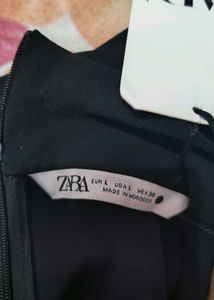 ZARA
EUR L USA L MEX 30
MADE IN MOROCCO